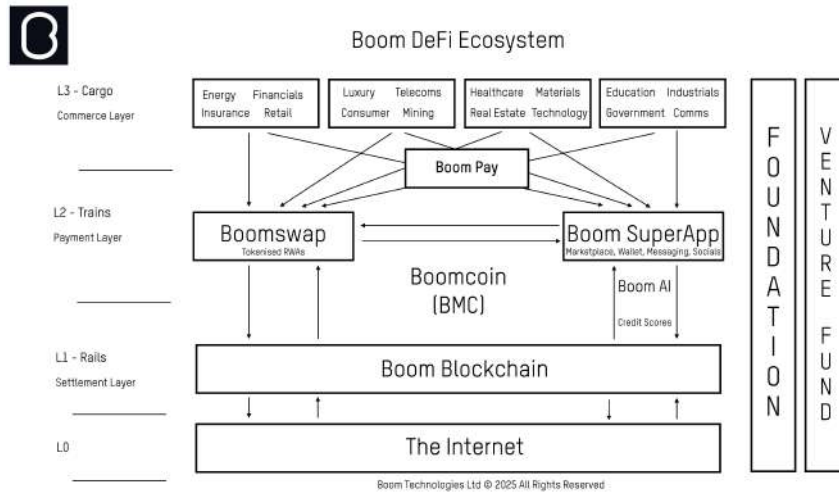 Boom DeFi Ecosystem
L3 - Cargo
Commerce Layer
Energy Financials
Insurance Retail
Luxury Telecoms
Consumer Mining
Healthcare Materials
Real Estate Technology
Education Industrials
Government Comms
Boom Pay
L2 - Trains
Payment Layer
Boomswap
Tokenised RWAs
Boom SuperApp
Marketplace, Wallet, Messaging, Socials
Boomcoin
(BMC)
Boom AI
Credit Scores
L1 - Rails
Settlement Layer
Boom Blockchain
L0
The Internet
FOUNDATION
VENTURE FUND
Boom Technologies Ltd © 2025 All Rights Reserved